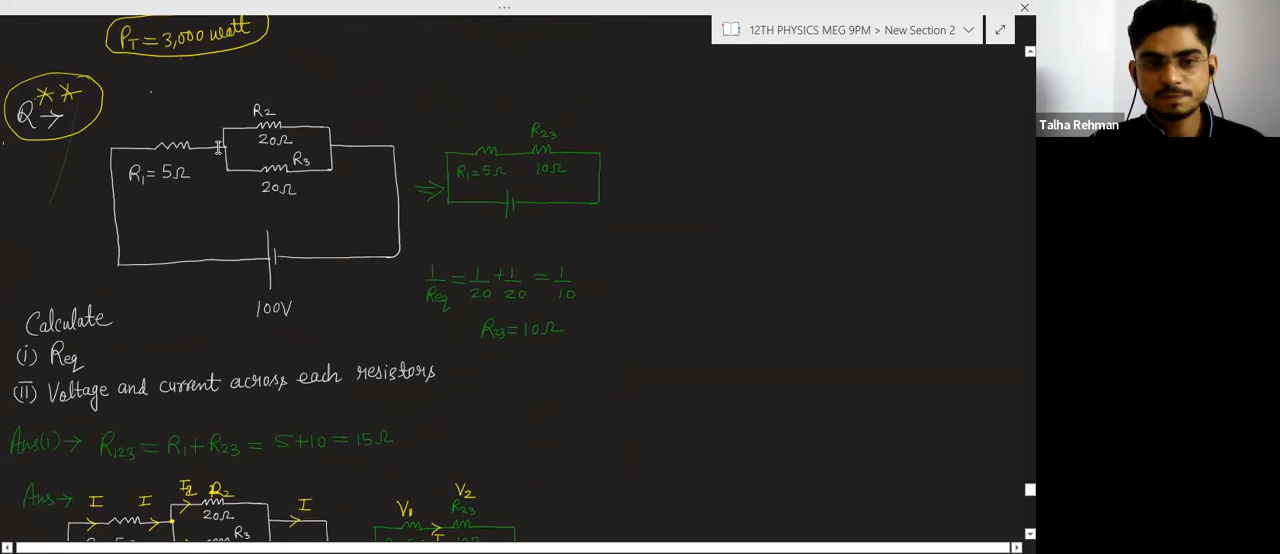 P_T = 3,000 watt
12TH PHYSICS MEG 9PM > New Section 2
Talha Rehman
Q →
R2
20Ω
R3
20Ω
R1 = 5Ω
100V
R23
R1 = 5Ω
10Ω
1/Req = 1/20 + 1/20 = 1/10
R23 = 10Ω
Calculate
(i) Req
(ii) Voltage and current across each resistors
Ans(i) → R123 = R1 + R23 = 5 + 10 = 15Ω
Ans →
I
I
I2
R2
20Ω
R3
I
V1
V2
R23